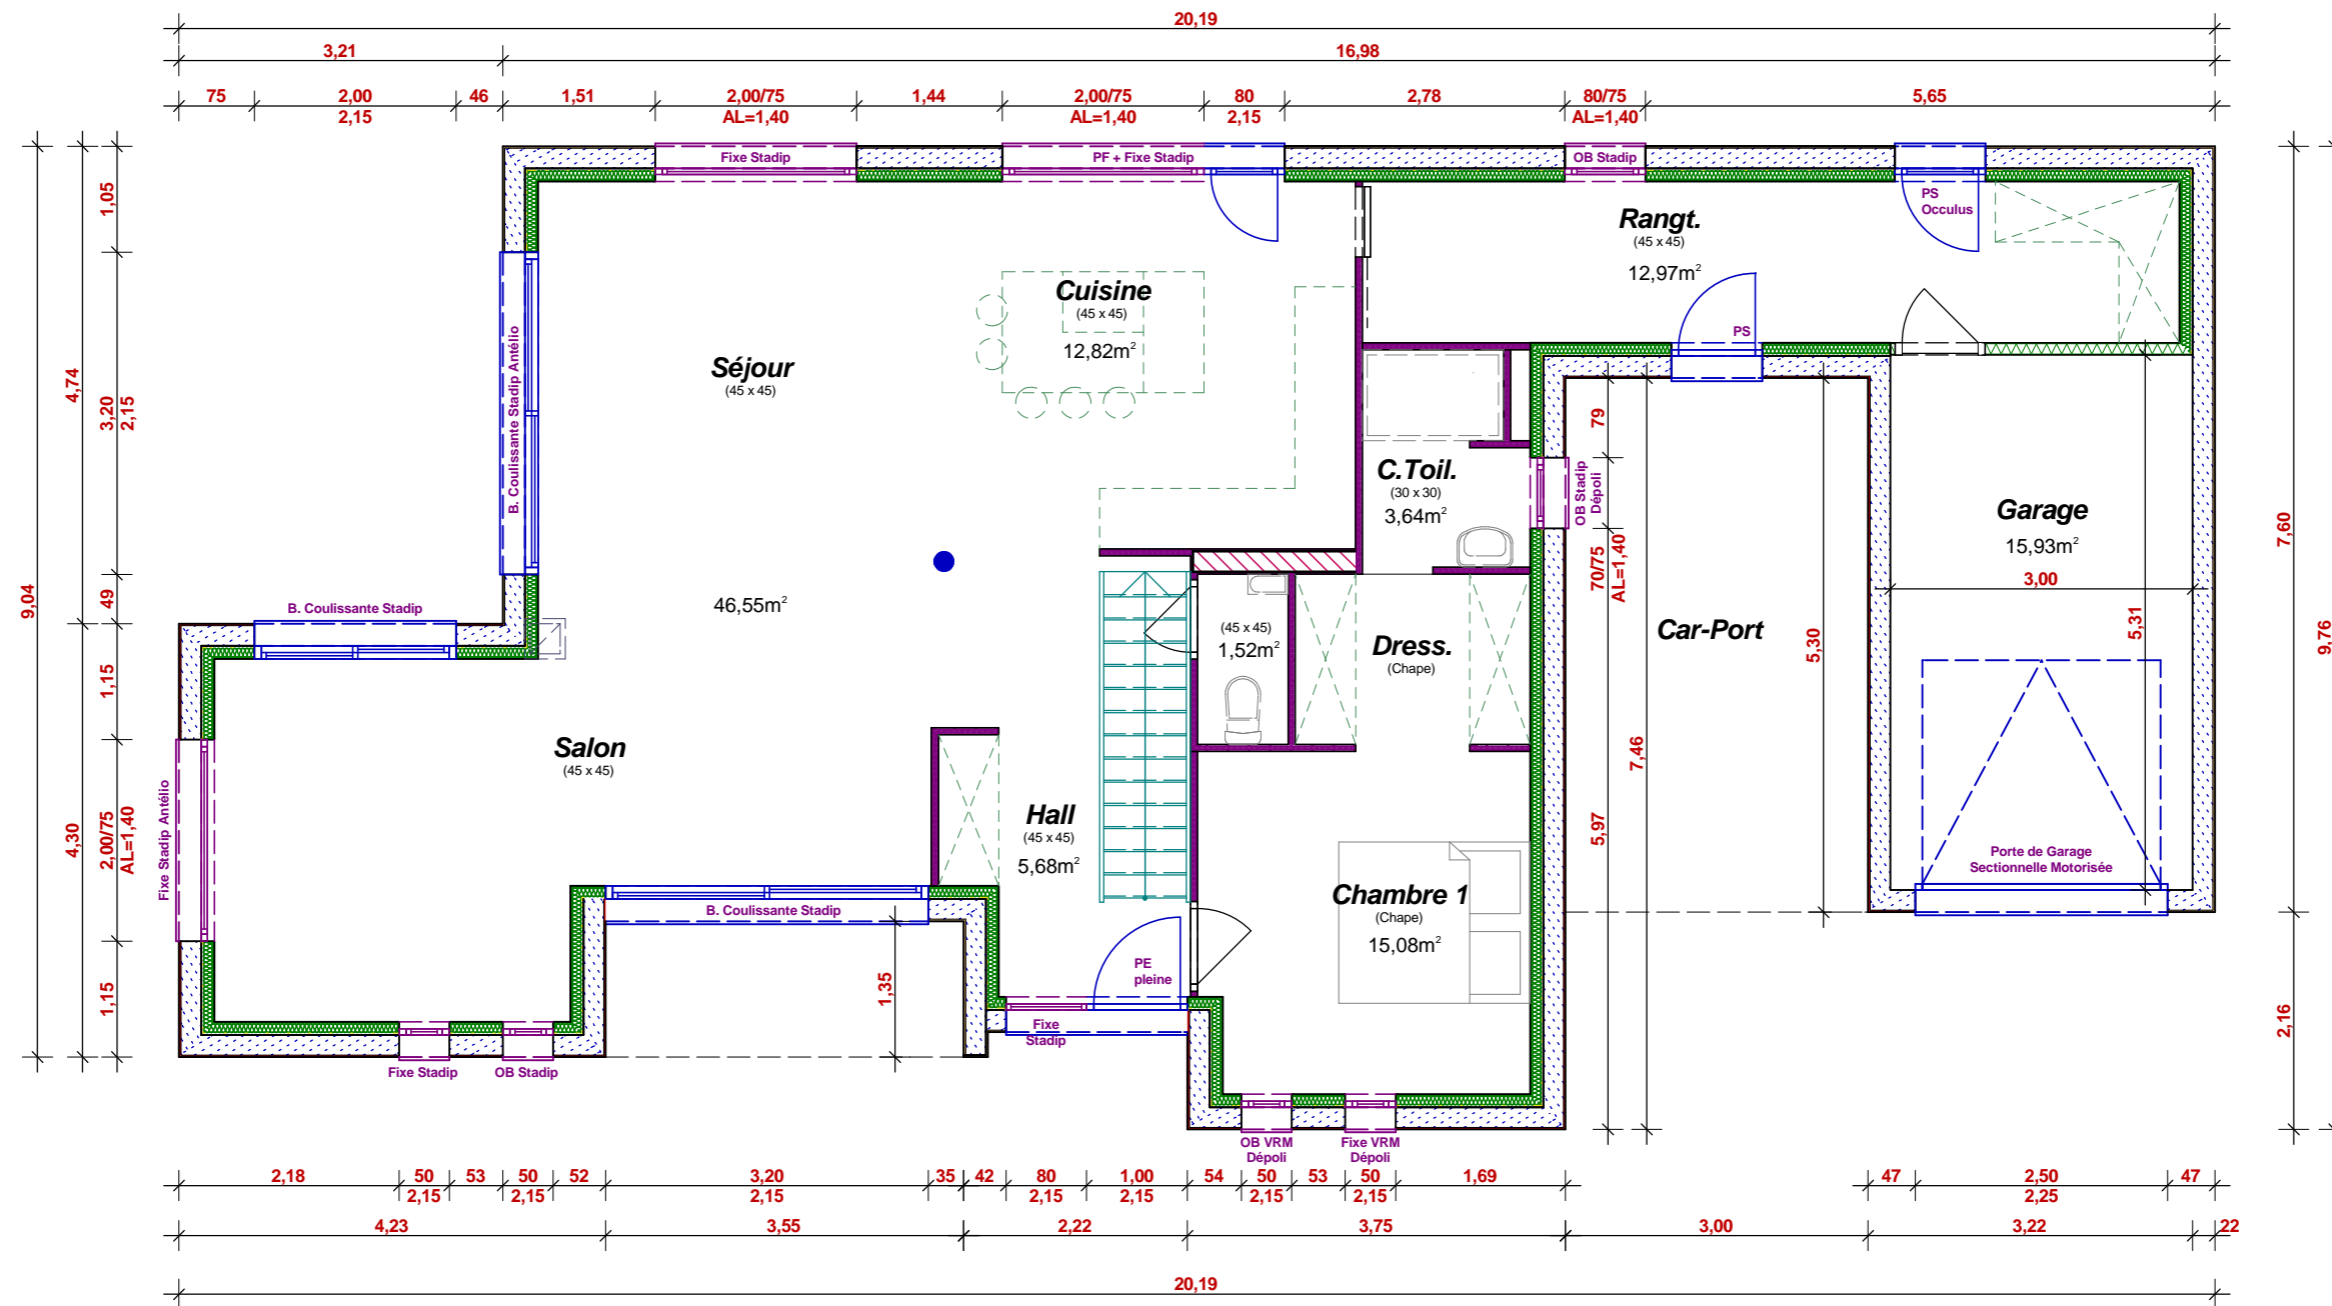 20,19
3,21
16,98
75
2,00
2,15
46
1,51
2,00/75
AL=1,40
1,44
2,00/75
AL=1,40
80
2,15
2,78
80/75
AL=1,40
5,65
Fixe Stadip
PF + Fixe Stadip
OB Stadip
PS
Occulus
Rangt.
(45 x 45)
12,97m²
PS
Cuisine
(45 x 45)
12,82m²
Séjour
(45 x 45)
46,55m²
B. Coulissante Stadip Antélio
1,05
3,20
2,15
49
1,15
2,00/75
AL=1,40
1,15
4,74
4,30
9,04
B. Coulissante Stadip
Fixe Stadip Antélio
C.Toil.
(30 x 30)
3,64m²
OB Stadip
Dépoli
79
70/75
AL=1,40
5,97
7,46
Garage
15,93m²
3,00
5,31
5,30
Car-Port
7,60
9,76
2,16
(45 x 45)
1,52m²
Dress.
(Chape)
Salon
(45 x 45)
Hall
(45 x 45)
5,68m²
Chambre 1
(Chape)
15,08m²
Porte de Garage
Sectionnelle Motorisée
B. Coulissante Stadip
1,35
PE
pleine
Fixe
Stadip
Fixe Stadip
OB Stadip
OB VRM
Dépoli
Fixe VRM
Dépoli
2,18
50
2,15
53
50
2,15
52
3,20
2,15
35
42
80
2,15
1,00
2,15
54
50
2,15
53
50
2,15
1,69
47
2,50
2,25
47
4,23
3,55
2,22
3,75
3,00
3,22
22
20,19